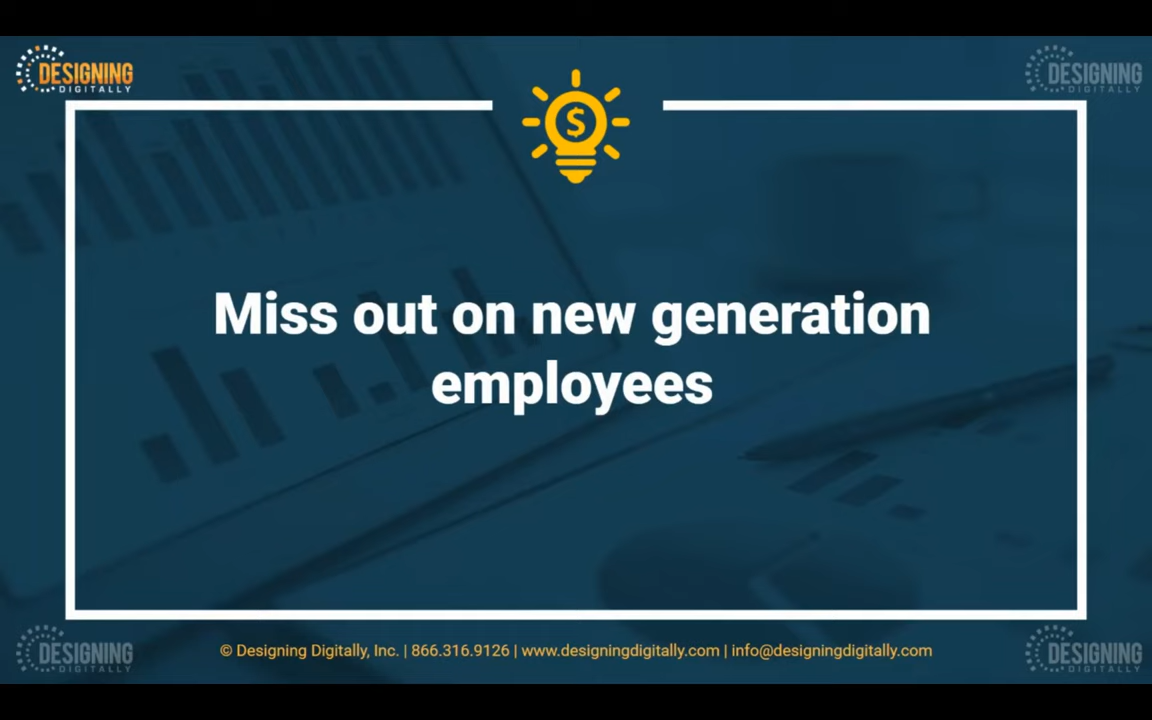 DESIGNING
DIGITALLY
DESIGNING
DIGITALLY
$
Miss out on new generation
employees
DESIGNING
DIGITALLY
© Designing Digitally, Inc. | 866.316.9126 | www.designingdigitally.com | info@designingdigitally.com
DESIGNING
DIGITALLY